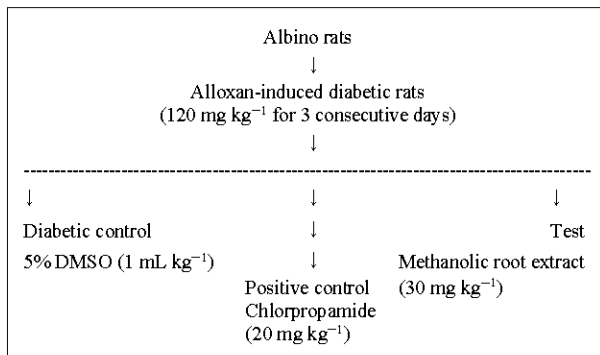 Albino rats
↓
Alloxan-induced diabetic rats
(120 mg kg⁻¹ for 3 consecutive days)
↓
↓ ↓ ↓
Diabetic control ↓ Test
5% DMSO (1 mL kg⁻¹) ↓ Methanolic root extract
Positive control (30 mg kg⁻¹)
Chlorpropamide
(20 mg kg⁻¹)